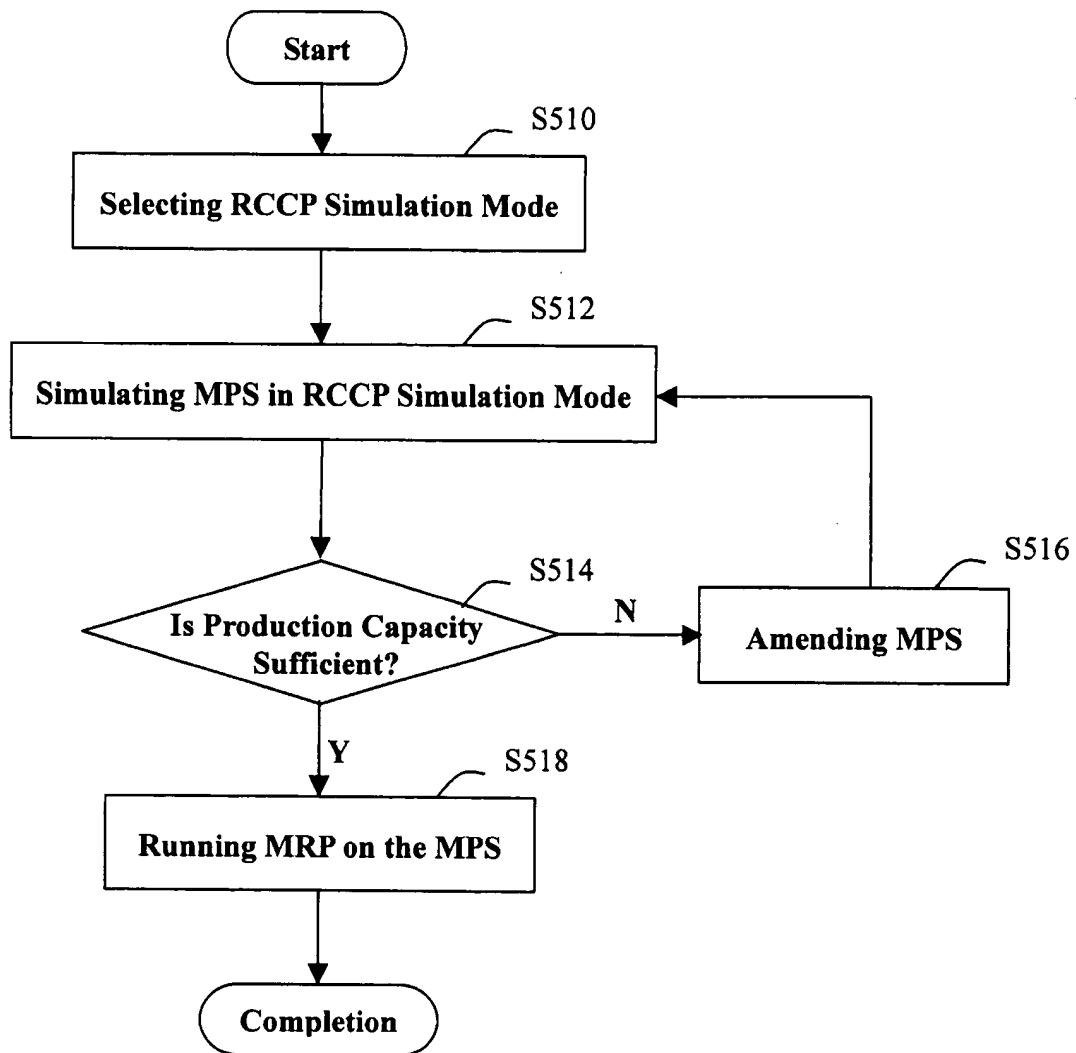 Start
S510
Selecting RCCP Simulation Mode
S512
Simulating MPS in RCCP Simulation Mode
S514
Is Production Capacity
Sufficient?
N
S516
Amending MPS
Y
S518
Running MRP on the MPS
Completion